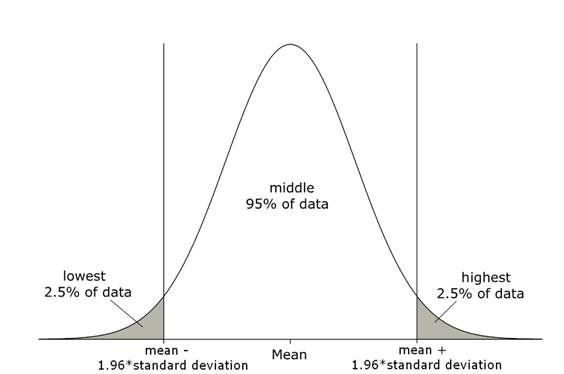 middle
95% of data
lowest
2.5% of data
highest
2.5% of data
mean -
1.96*standard deviation
Mean
mean +
1.96*standard deviation